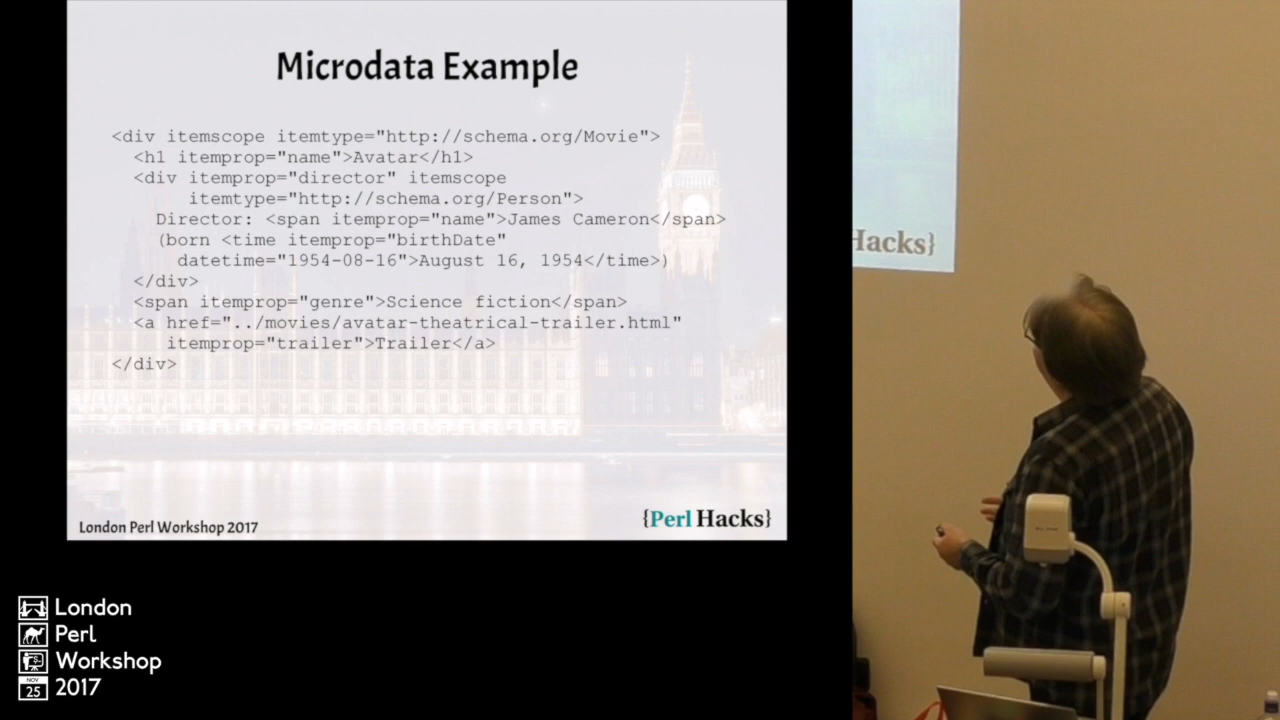 Microdata Example
<div itemscope itemtype="http://schema.org/Movie">
  <h1 itemprop="name">Avatar</h1>
  <div itemprop="director" itemscope
       itemtype="http://schema.org/Person">
    Director: <span itemprop="name">James Cameron</span>
    (born <time itemprop="birthDate"
      datetime="1954-08-16">August 16, 1954</time>)
  </div>
  <span itemprop="genre">Science fiction</span>
  <a href="../movies/avatar-theatrical-trailer.html"
     itemprop="trailer">Trailer</a>
</div>
London Perl Workshop 2017
{Perl Hacks}
Hacks}
London
Perl
Workshop
NOV
25
2017